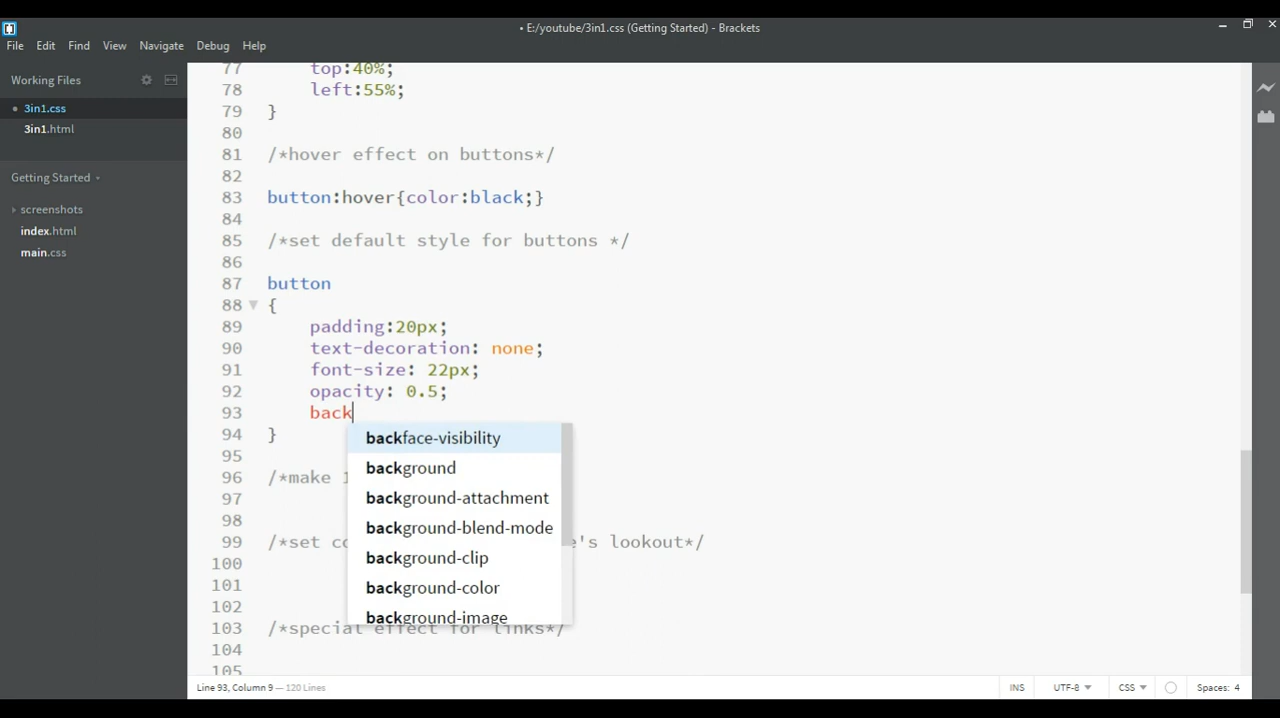 • E:/youtube/3in1.css (Getting Started) - Brackets
File Edit Find View Navigate Debug Help
Working Files
• 3in1.css
3in1.html
Getting Started
screenshots
index.html
main.css
77 top:40%;
78 left:55%;
79 }
80
81 /*hover effect on buttons*/
82
83 button:hover{color:black;}
84
85 /*set default style for buttons */
86
87 button
88 {
89 padding:20px;
90 text-decoration: none;
91 font-size: 22px;
92 opacity: 0.5;
93 back
94 }
95
96 /*make
97
98
99 /*set e's lookout*/
100
101
102
103 /*special effect for links*/
104
105
backface-visibility
background
background-attachment
background-blend-mode
background-clip
background-color
background-image
Line 93, Column 9 — 120 Lines
INS UTF-8 CSS Spaces: 4